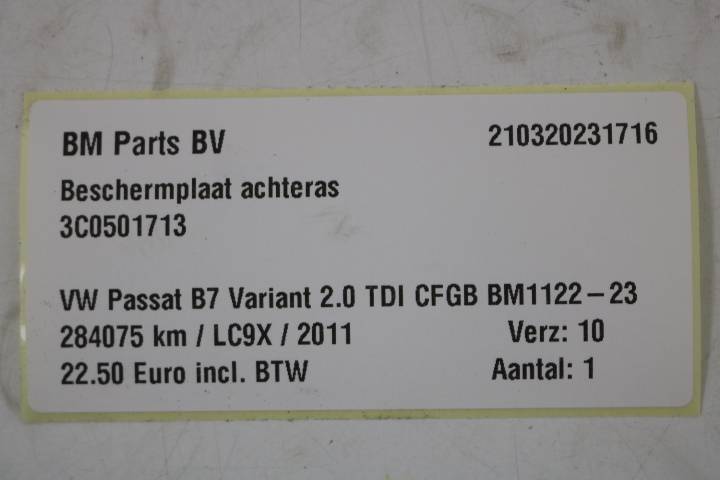 BM Parts BV 210320231716
Beschermplaat achteras
3C0501713
VW Passat B7 Variant 2.0 TDI CFGB BM1122-23
284075 km / LC9X / 2011 Verz: 10
22.50 Euro incl. BTW Aantal: 1